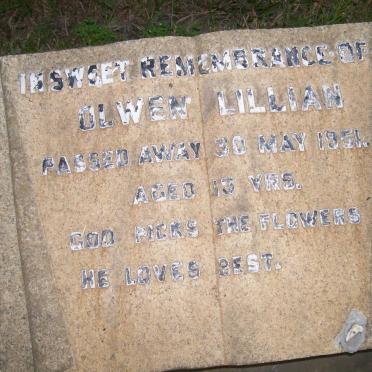 IN SWEET REMEMBRANCE OF
OLWEN LILLIAN
PASSED AWAY 30 MAY 1951.
AGED 13 YRS.
GOD PICKS THE FLOWERS
HE LOVES BEST.